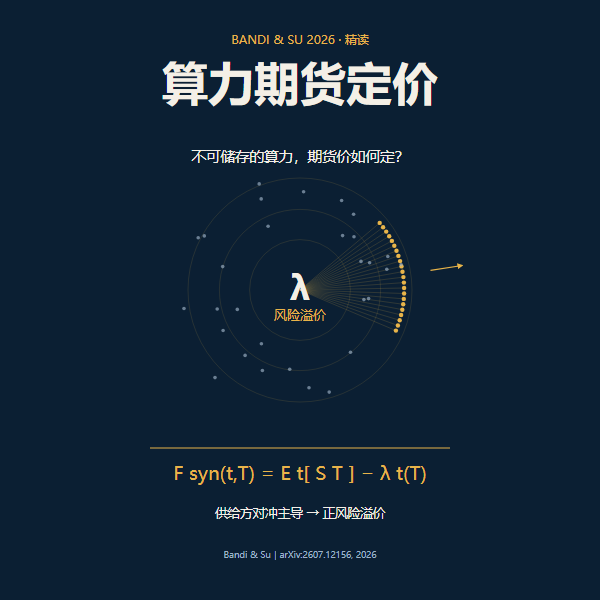 BANDI & SU 2026 · 精读
算力期货定价
不可储存的算力，期货价如何定？
λ
风险溢价
F syn(t,T) = E t[ S T ] − λ t(T)
供给方对冲主导 → 正风险溢价
Bandi & Su | arXiv:2607.12156, 2026